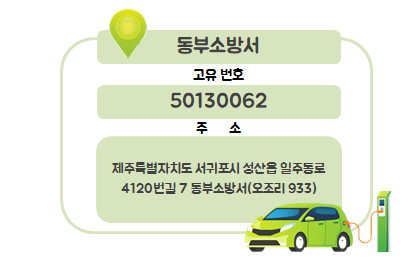 동부소방서
고유 번호
50130062
주 소
제주특별자치도 서귀포시 성산읍 일주동로
4120번길 7 동부소방서(오조리 933)